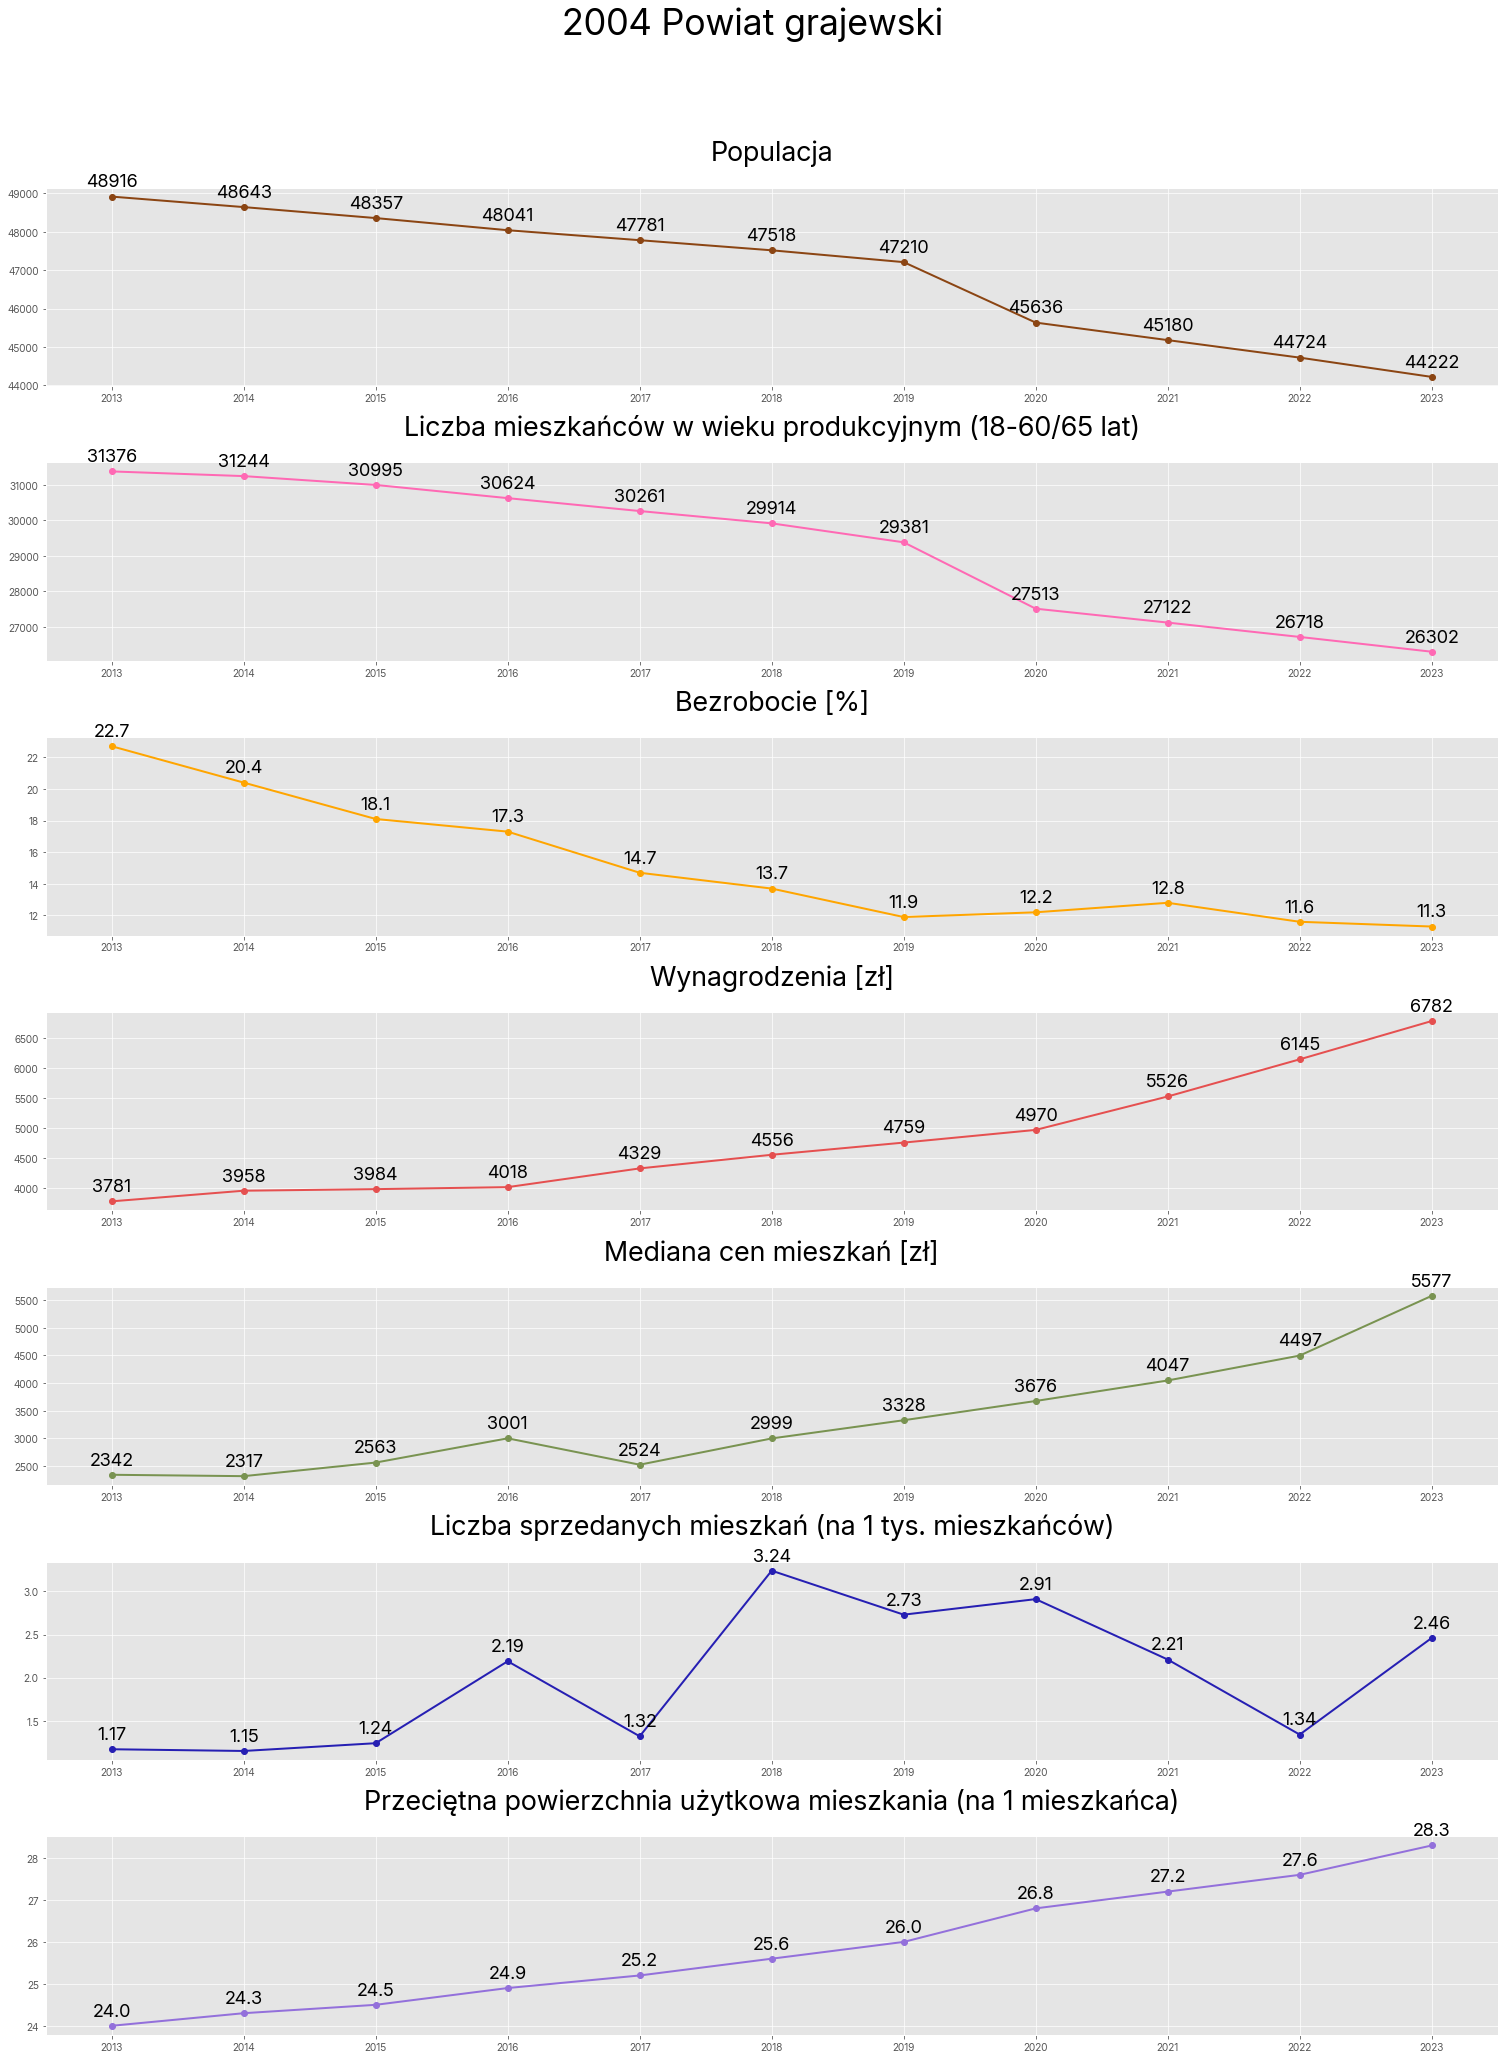 2004 Powiat grajewski
Populacja
48916 48643 48357 48041 47781 47518 47210 45636 45180 44724 44222
49000
48000
47000
46000
45000
44000
2013 2014 2015 2016 2017 2018 2019 2020 2021 2022 2023
Liczba mieszkańców w wieku produkcyjnym (18-60/65 lat)
31376 31244 30995 30624 30261 29914 29381 27513 27122 26718 26302
31000
30000
29000
28000
27000
2013 2014 2015 2016 2017 2018 2019 2020 2021 2022 2023
Bezrobocie [%]
22.7 20.4 18.1 17.3 14.7 13.7 11.9 12.2 12.8 11.6 11.3
22
20
18
16
14
12
2013 2014 2015 2016 2017 2018 2019 2020 2021 2022 2023
Wynagrodzenia [zł]
3781 3958 3984 4018 4329 4556 4759 4970 5526 6145 6782
6500
6000
5500
5000
4500
4000
2013 2014 2015 2016 2017 2018 2019 2020 2021 2022 2023
Mediana cen mieszkań [zł]
2342 2317 2563 3001 2524 2999 3328 3676 4047 4497 5577
5500
5000
4500
4000
3500
3000
2500
2013 2014 2015 2016 2017 2018 2019 2020 2021 2022 2023
Liczba sprzedanych mieszkań (na 1 tys. mieszkańców)
1.17 1.15 1.24 2.19 1.32 3.24 2.73 2.91 2.21 1.34 2.46
3.0
2.5
2.0
1.5
2013 2014 2015 2016 2017 2018 2019 2020 2021 2022 2023
Przeciętna powierzchnia użytkowa mieszkania (na 1 mieszkańca)
24.0 24.3 24.5 24.9 25.2 25.6 26.0 26.8 27.2 27.6 28.3
28
27
26
25
24
2013 2014 2015 2016 2017 2018 2019 2020 2021 2022 2023